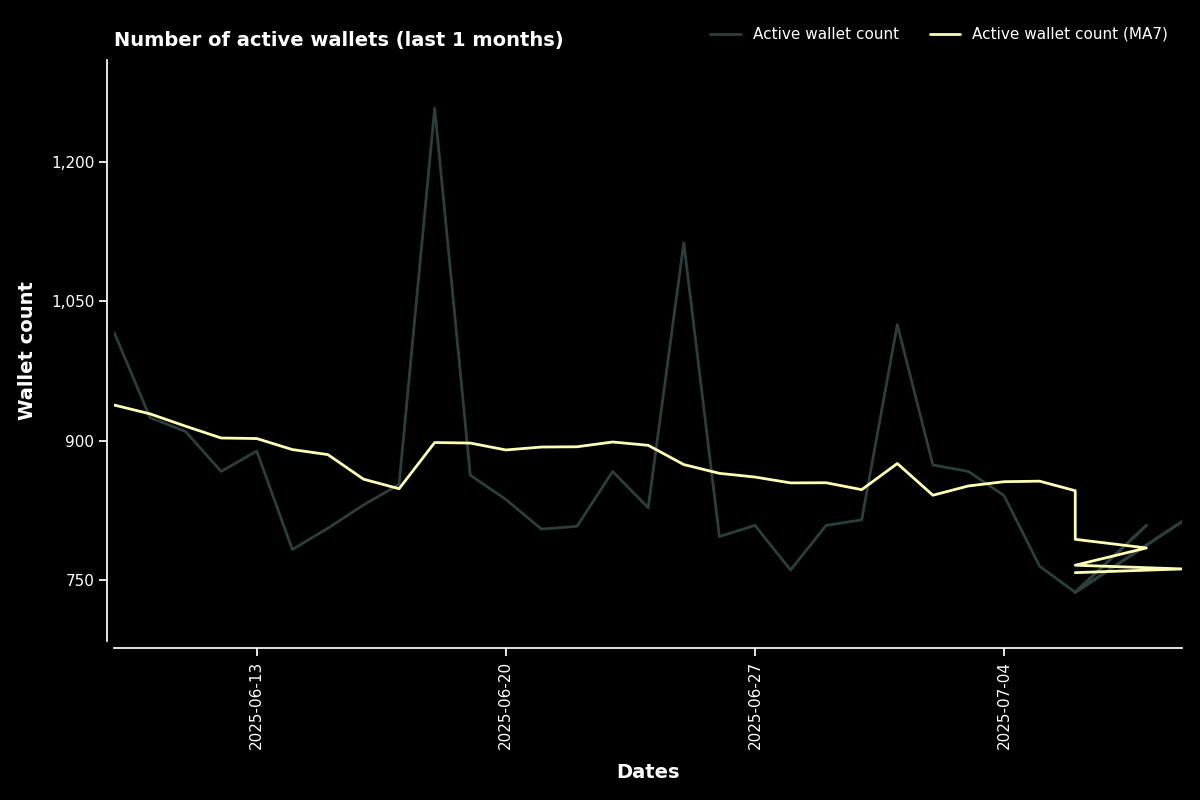 Number of active wallets (last 1 months)
Active wallet count
Active wallet count (MA7)
Wallet count
1,200
1,050
900
750
2025-06-13
2025-06-20
2025-06-27
2025-07-04
Dates